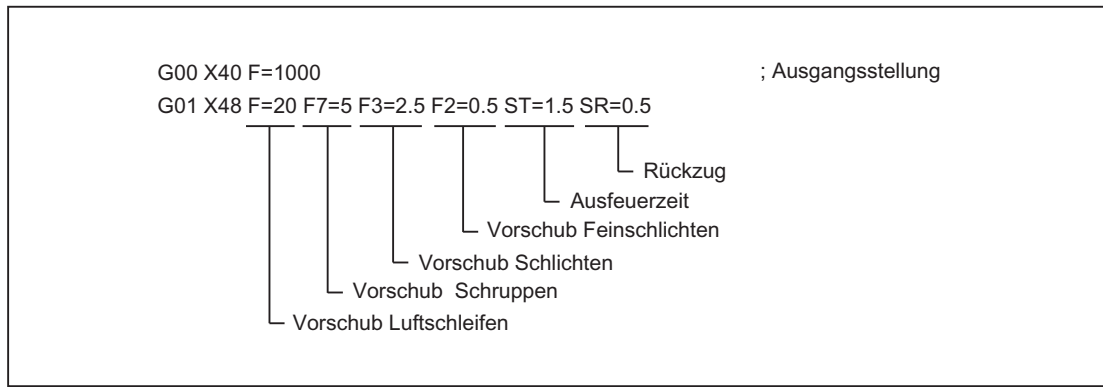 G00 X40 F=1000 ; Ausgangsstellung
G01 X48 F=20 F7=5 F3=2.5 F2=0.5 ST=1.5 SR=0.5
Rückzug
Ausfeuerzeit
Vorschub Feinschlichten
Vorschub Schlichten
Vorschub Schruppen
Vorschub Luftschleifen